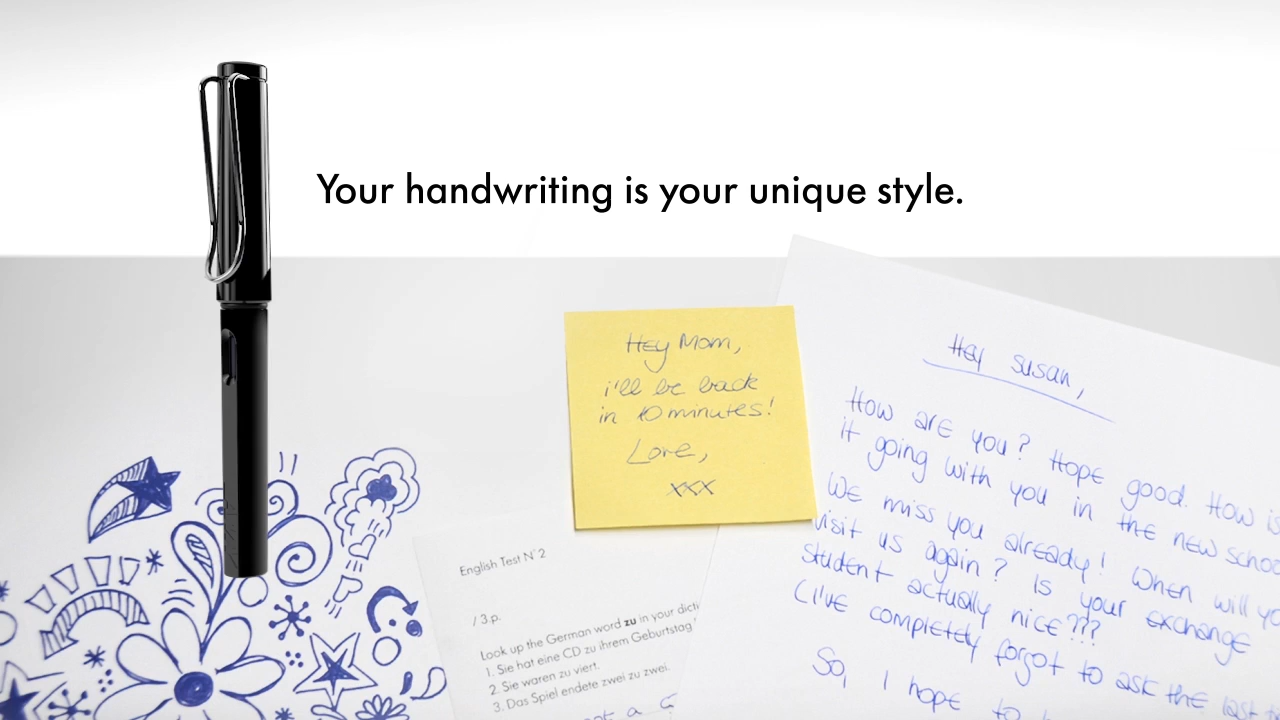 Your handwriting is your unique style.
Hey Mom,
i'll be back
in 10 minutes!
Love,
xxx
Hey Susan,
How are you? Hope good. How is
it going with you in the new schoo
We miss you already! When will yo
visit us again? Is your exchange
student actually nice???
(i've completely forgot to ask the last t
So, I hope to
English Test N° 2
/ 3 p.
Look up the German word zu in your dicti
1. Sie hat eine CD zu ihrem Geburtstag
2. Sie waren zu viert.
3. Das Spiel endete zwei zu zwei.
LAMY